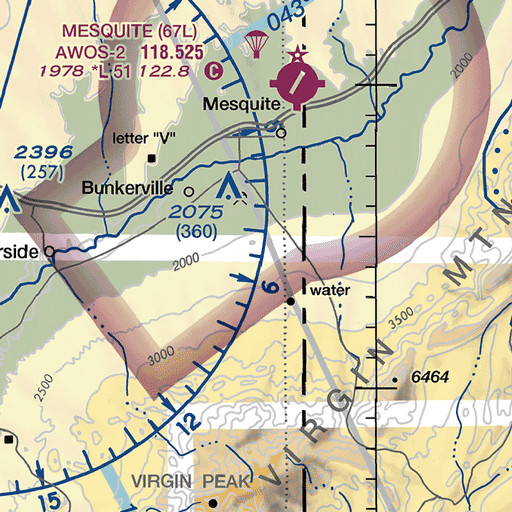 043°
MESQUITE (67L)
AWOS-2 118.525
1978 *L 51 122.8 C
2000
Mesquite
letter "V"
2396
(257)
Bunkerville
2075
(360)
rside
2000
6
water
MTN
3500
3000
2500
6464
12
VIRGIN
VIRGIN PEAK
15